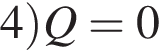 4) Q = 0